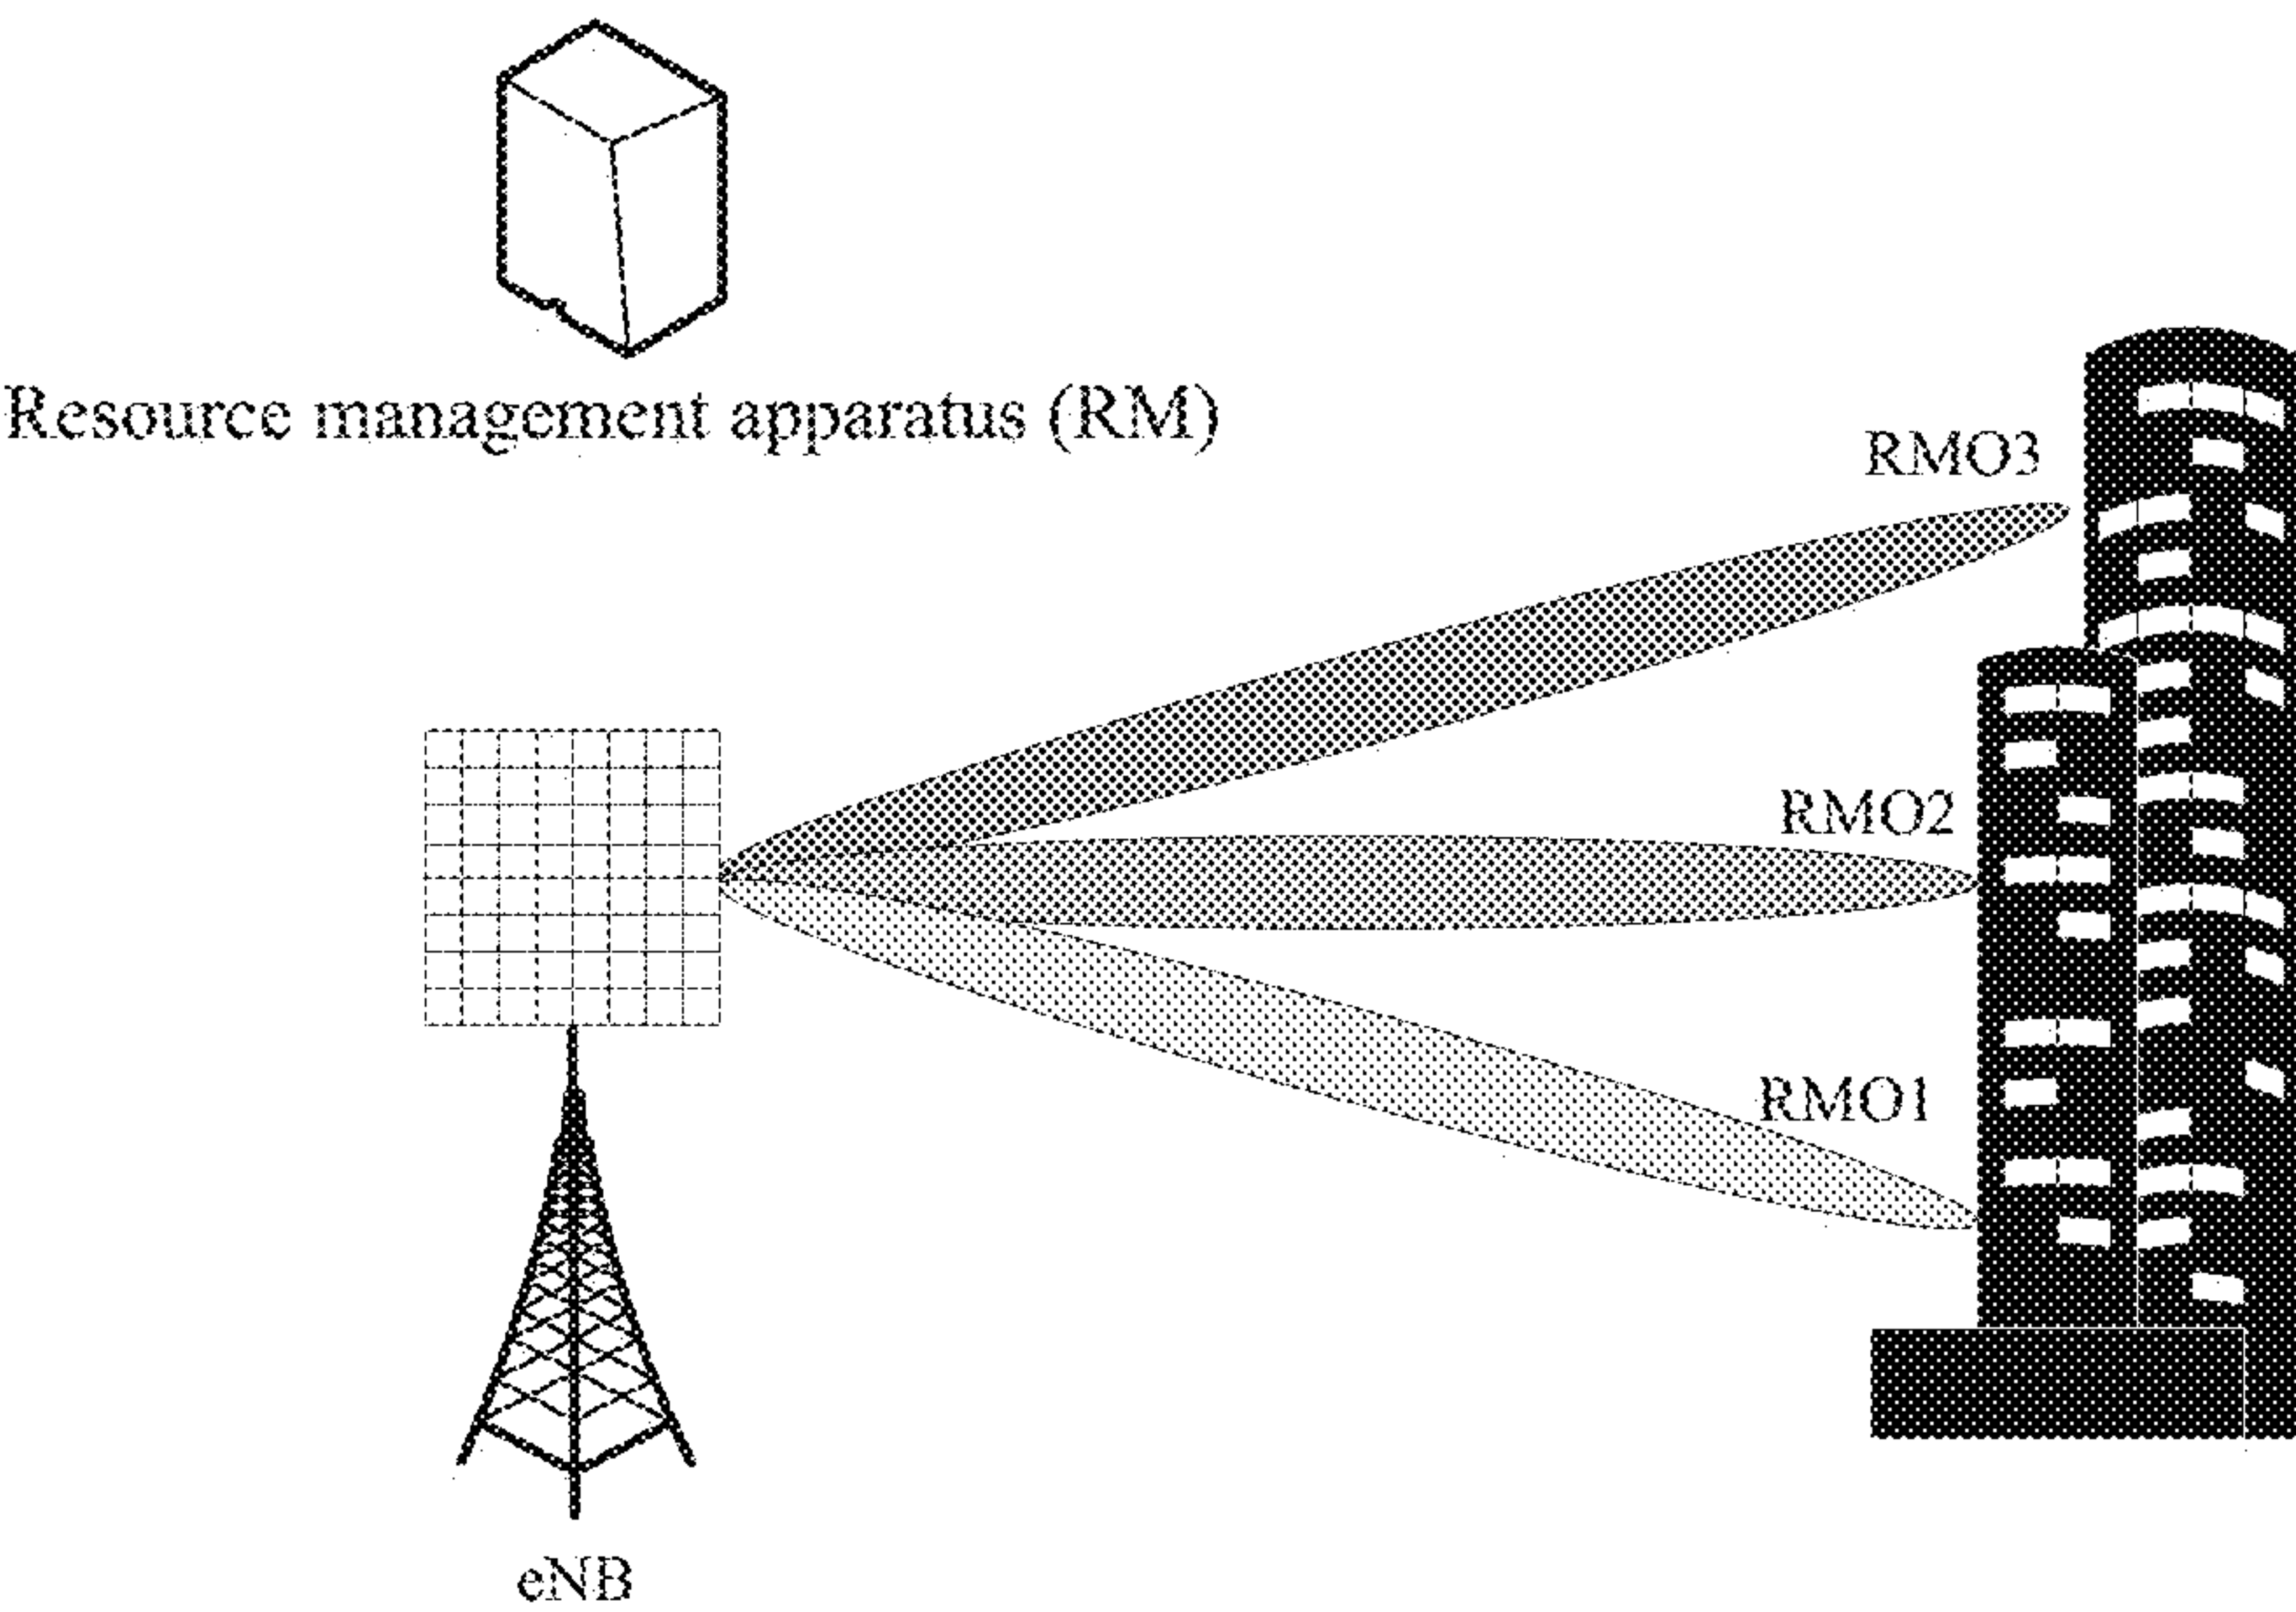 Resource management apparatus (RM)
RMO3
RMO2
RMO1
eNB